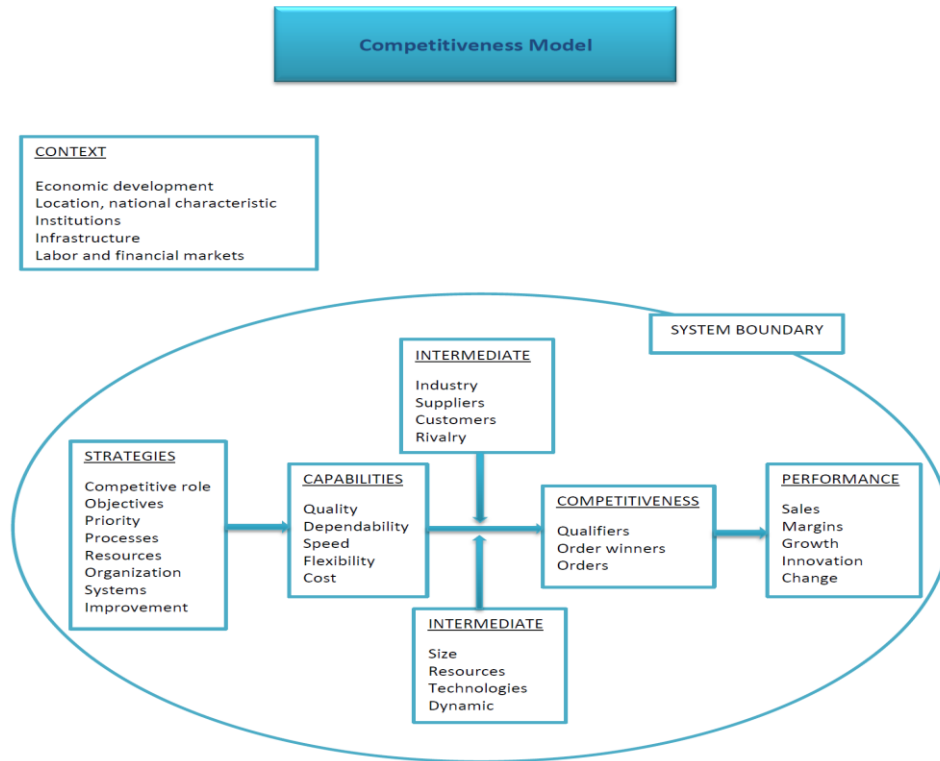 Competitiveness Model
CONTEXT
Economic development
Location, national characteristic
Institutions
Infrastructure
Labor and financial markets
SYSTEM BOUNDARY
INTERMEDIATE
Industry
Suppliers
Customers
Rivalry
STRATEGIES
Competitive role
Objectives
Priority
Processes
Resources
Organization
Systems
Improvement
CAPABILITIES
Quality
Dependability
Speed
Flexibility
Cost
COMPETITIVENESS
Qualifiers
Order winners
Orders
PERFORMANCE
Sales
Margins
Growth
Innovation
Change
INTERMEDIATE
Size
Resources
Technologies
Dynamic